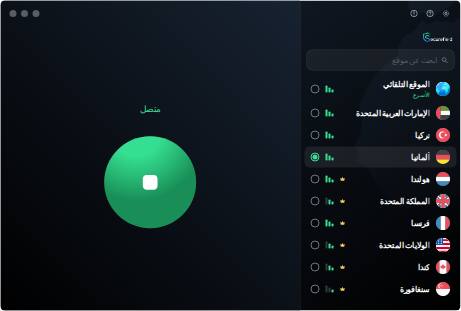 متصل
ابحث عن موقع
الموقع التلقائي
الأسرع
الإمارات العربية المتحدة
تركيا
ألمانيا
هولندا
المملكة المتحدة
فرنسا
الولايات المتحدة
كندا
سنغافورة